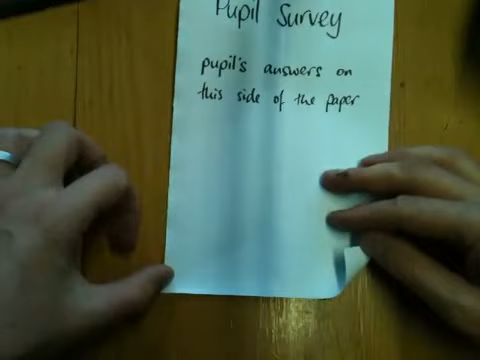 Pupil Survey
pupil's answers on
this side of the paper